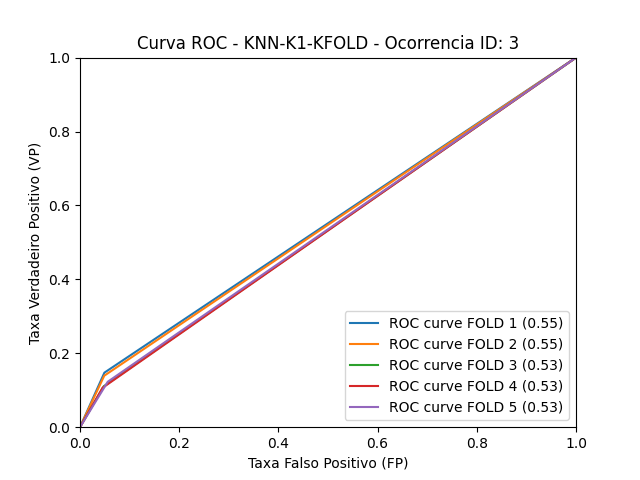 Curva ROC - KNN-K1-KFOLD - Ocorrencia ID: 3
1.0
0.8
0.6
0.4
0.2
0.0
Taxa Verdadeiro Positivo (VP)
ROC curve FOLD 1 (0.55)
ROC curve FOLD 2 (0.55)
ROC curve FOLD 3 (0.53)
ROC curve FOLD 4 (0.53)
ROC curve FOLD 5 (0.53)
0.0 0.2 0.4 0.6 0.8 1.0
Taxa Falso Positivo (FP)